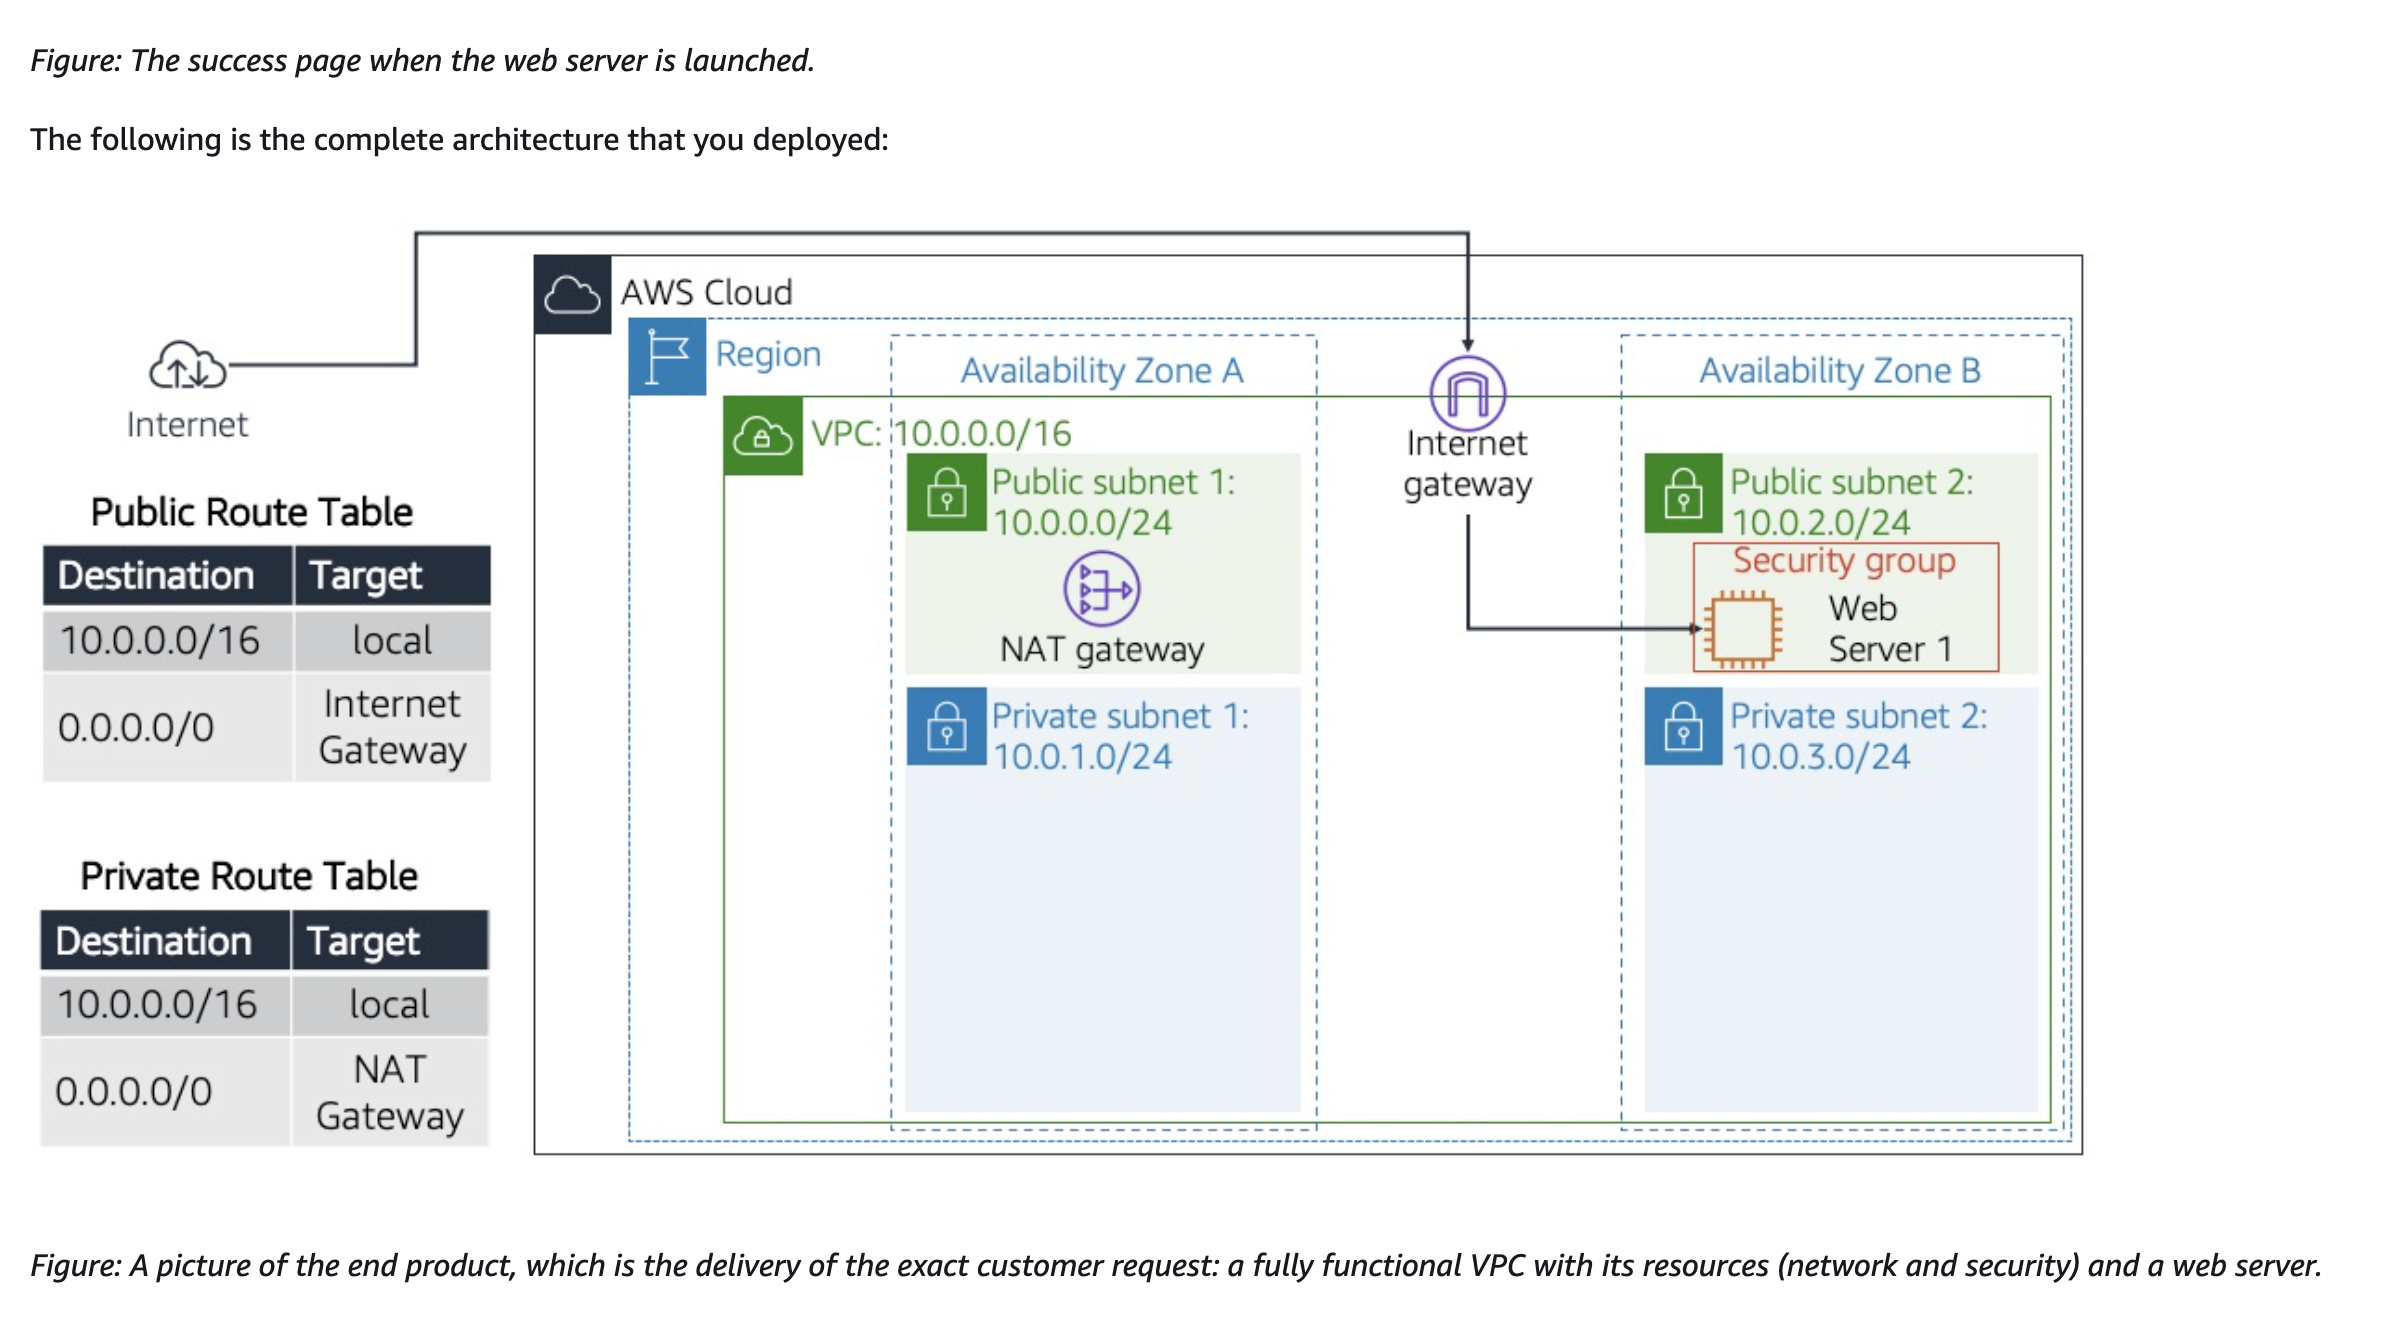 Figure: The success page when the web server is launched.
The following is the complete architecture that you deployed:
Internet
Public Route Table
Destination Target
10.0.0.0/16 local
0.0.0.0/0 Internet
Gateway
Private Route Table
Destination Target
10.0.0.0/16 local
0.0.0.0/0 NAT
Gateway
AWS Cloud
Region
Availability Zone A
VPC: 10.0.0.0/16
Public subnet 1:
10.0.0.0/24
NAT gateway
Private subnet 1:
10.0.1.0/24
Internet
gateway
Availability Zone B
Public subnet 2:
10.0.2.0/24
Security group
Web
Server 1
Private subnet 2:
10.0.3.0/24
Figure: A picture of the end product, which is the delivery of the exact customer request: a fully functional VPC with its resources (network and security) and a web server.